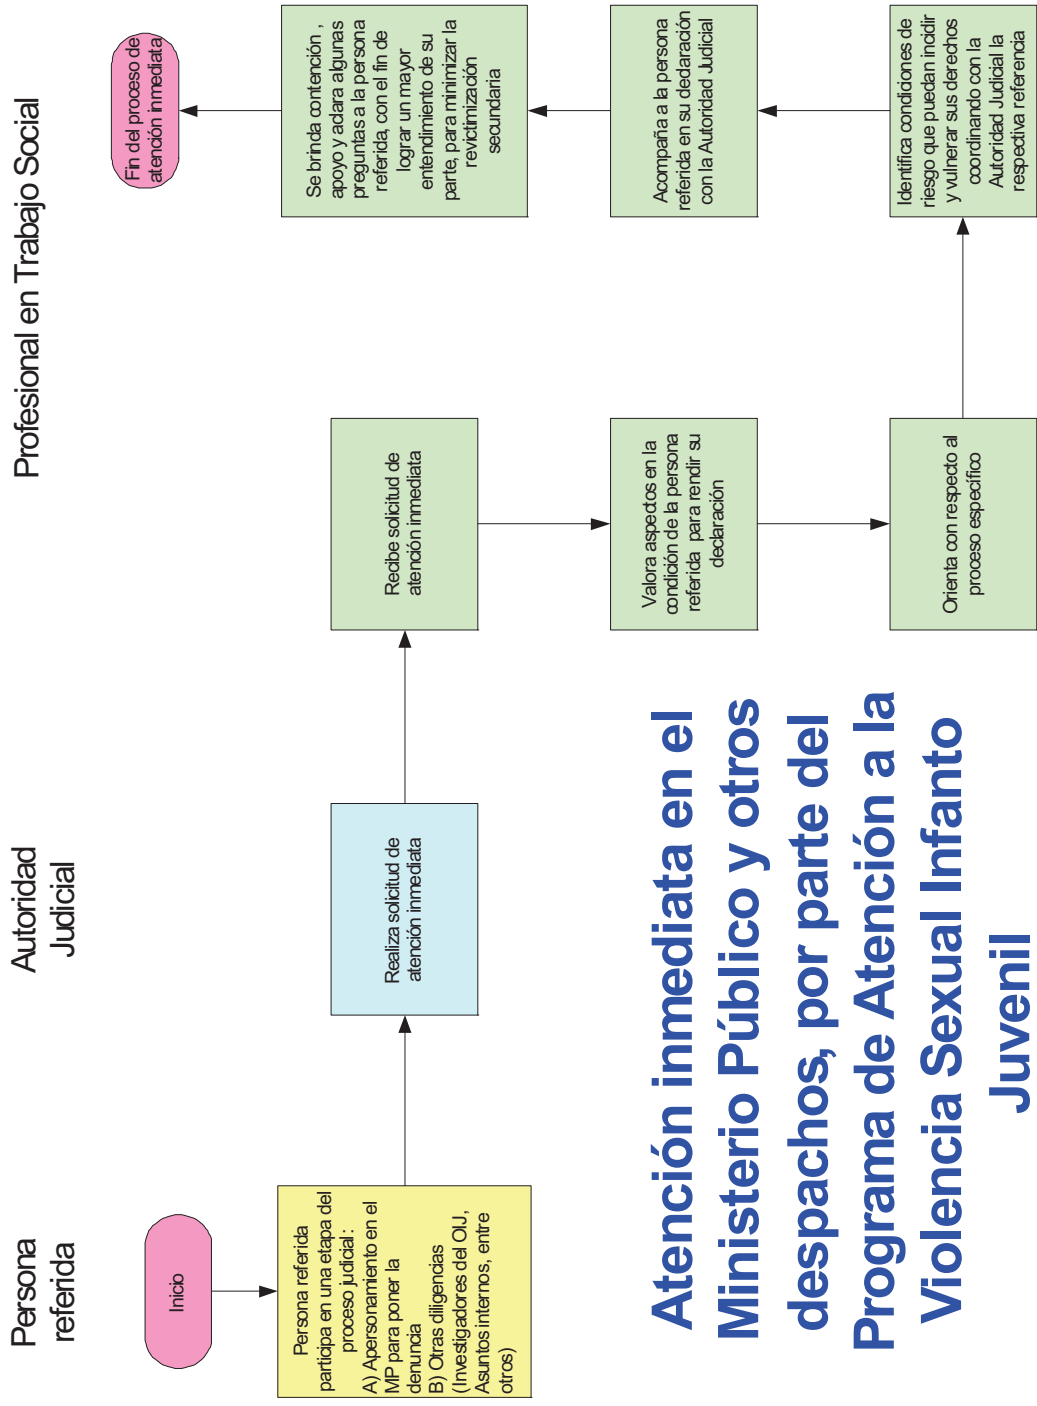 Persona
referida
Autoridad
Judicial
Profesional en Trabajo Social
Inicio
Persona referida
participa en una etapa del
proceso judicial:
A) Apersonamiento en el
MP para poner la
denuncia
B) Otras diligencias
(Investigadores del OIJ,
Asuntos internos, entre
otros)
Realiza solicitud de
atención inmediata
Recibe solicitud de
atención inmediata
Valora aspectos en la
condición de la persona
referida para rendir su
declaración
Orienta con respecto al
proceso específico
Identifica condiciones de
riesgo que puedan incidir
y vulnerar sus derechos
coordinando con la
Autoridad Judicial la
respectiva referencia
Acompaña a la persona
referida en su declaración
con la Autoridad Judicial
Se brinda contención ,
apoyo y aclara algunas
preguntas a la persona
referida, con el fin de
lograr un mayor
entendimiento de su
parte, para minimizar la
revictimización
secundaria
Fin del proceso de
atención inmediata
Atención inmediata en el
Ministerio Público y otros
despachos, por parte del
Programa de Atención a la
Violencia Sexual Infanto
Juvenil